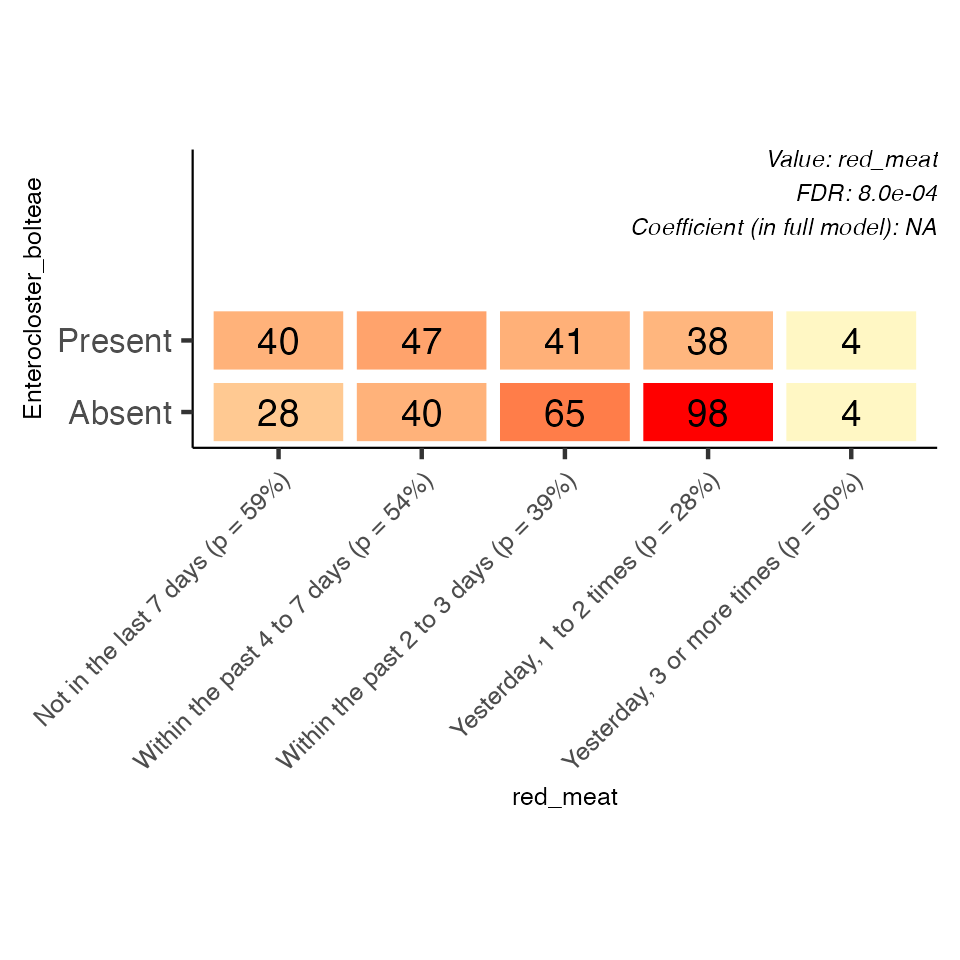 Value: red_meat
FDR: 8.0e-04
Coefficient (in full model): NA
Enterocloster_bolteae
Present 40 47 41 38 4
Absent 28 40 65 98 4
Not in the last 7 days (p = 59%)
Within the past 4 to 7 days (p = 54%)
Within the past 2 to 3 days (p = 39%)
Yesterday, 1 to 2 times (p = 28%)
Yesterday, 3 or more times (p = 50%)
red_meat